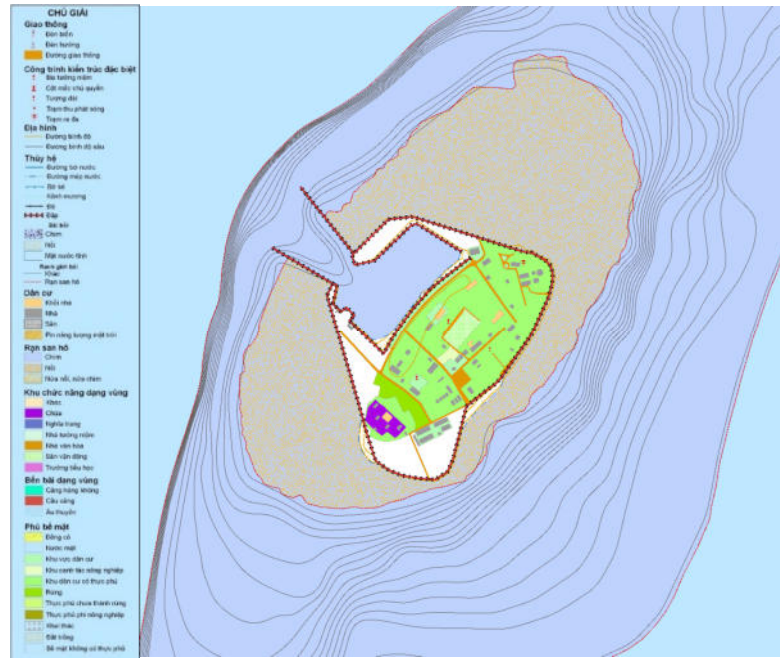 CHÚ GIẢI
Giao thông
Đèn biển
Đèn hướng
Đường giao thông
Công trình kiến trúc đặc biệt
Bia tưởng niệm
Cột mốc chủ quyền
Tượng đài
Trạm thu phát sóng
Trạm ra đa
Địa hình
Đường bình độ
Đường bình độ sâu
Thủy hệ
Đường bờ nước
Đường mép nước
Bờ kè
Kênh mương
Đê
Đập
Bãi bồi
Chìm
Nổi
Mặt nước tĩnh
Ranh giới bãi
Khác
Rạn san hô
Dân cư
Khối nhà
Nhà
Sân
Pin năng lượng mặt trời
Rạn san hô
Chìm
Nổi
Nửa nổi, nửa chìm
Khu chức năng dạng vùng
Khác
Chùa
Nghĩa trang
Nhà tưởng niệm
Nhà văn hóa
Sân vận động
Trường tiểu học
Bến bãi dạng vùng
Cảng hàng không
Cầu cảng
Âu thuyền
Phủ bề mặt
Đồng cỏ
Nước mặt
Khu vực dân cư
Khu canh tác nông nghiệp
Khu dân cư có thực phủ
Rừng
Thực phủ chưa thành rừng
Thực phủ phi nông nghiệp
Khai thác
Đất trống
Bề mặt không có thực phủ